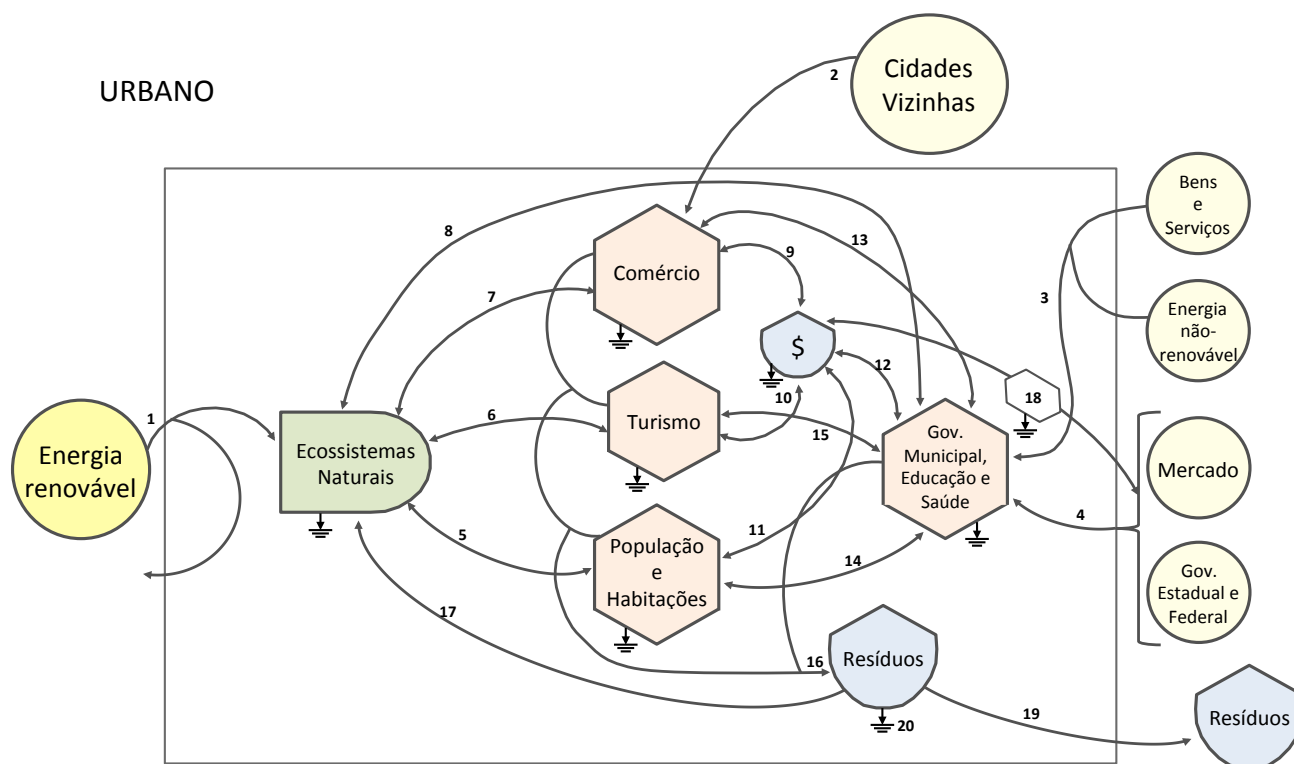 URBANO
2
Cidades
Vizinhas
Bens
e
Serviços
8
13
9
3
Comércio
7
Energia
não-
renovável
$
12
18
10
1
6
Turismo
15
Gov.
Municipal,
Educação e
Saúde
Energia
renovável
Ecossistemas
Naturais
Mercado
4
5
11
População
e
Habitações
14
Gov.
Estadual e
Federal
17
16
Resíduos
19
20
Resíduos